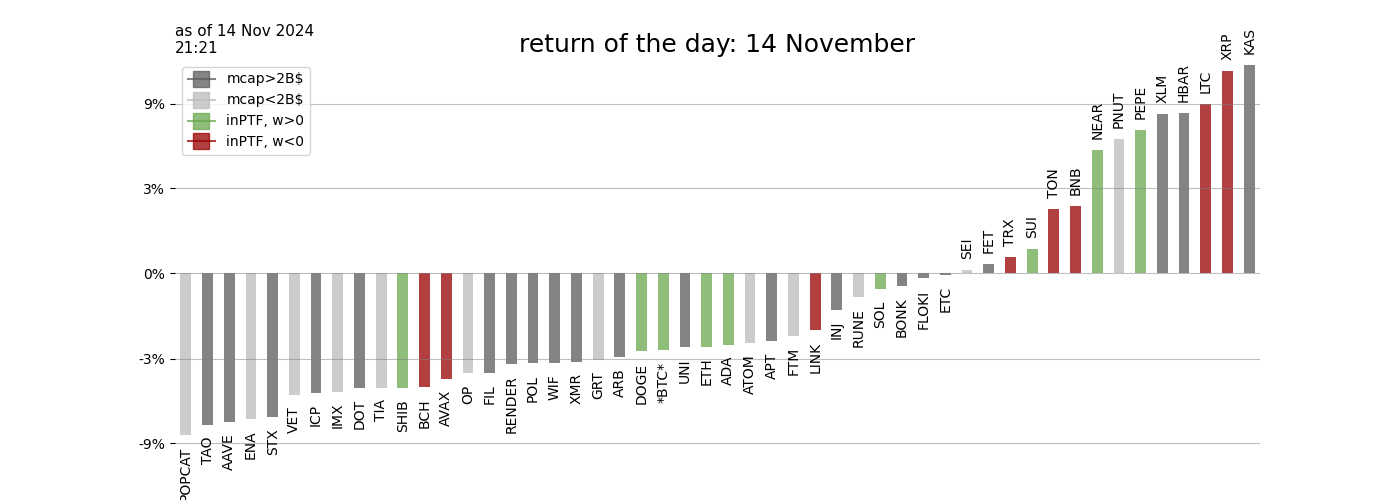 as of 14 Nov 2024
21:21
return of the day: 14 November
mcap>2B$
mcap<2B$
inPTF, w>0
inPTF, w<0
9%
3%
0%
-3%
-9%
POPCAT
TAO
AAVE
ENA
STX
VET
ICP
IMX
DOT
TIA
SHIB
BCH
AVAX
OP
FIL
RENDER
POL
WIF
XMR
GRT
ARB
DOGE
*BTC*
UNI
ETH
ADA
ATOM
APT
FTM
LINK
INJ
RUNE
SOL
BONK
FLOKI
ETC
SEI
FET
TRX
SUI
TON
BNB
NEAR
PNUT
PEPE
XLM
HBAR
LTC
XRP
KAS